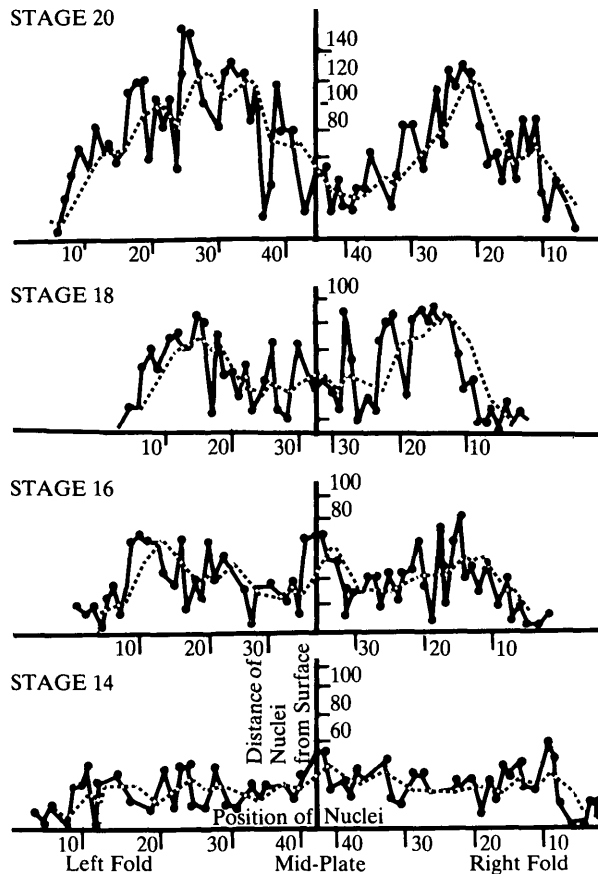 STAGE 20
140
120
100
80
10 20 30 40 40 30 20 10
STAGE 18
100
10 20 30 30 20 10
STAGE 16
100
80
10 20 30 30 20 10
STAGE 14
Distance of
Nuclei
from Surface
100
80
60
Position of Nuclei
10 20 30 40 40 30 20 10
Left Fold Mid-Plate Right Fold